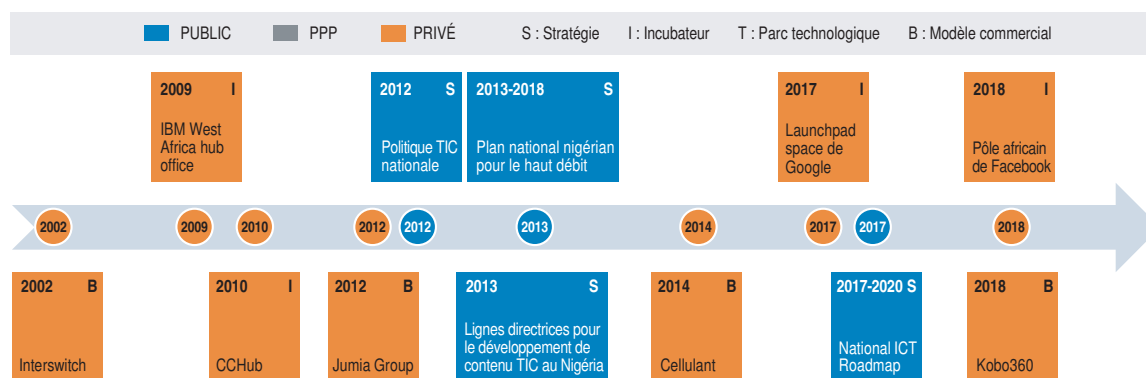 PUBLIC PPP PRIVÉ S : Stratégie I : Incubateur T : Parc technologique B : Modèle commercial
2009 I
IBM West
Africa hub
office
2012 S
Politique TIC
nationale
2013-2018 S
Plan national nigérian
pour le haut débit
2017 I
Launchpad
space de
Google
2018 I
Pôle africain
de Facebook
2002 2009 2010 2012 2012 2013 2014 2017 2017 2018
2002 B
Interswitch
2010 I
CCHub
2012 B
Jumia Group
2013 S
Lignes directrices pour
le développement de
contenu TIC au Nigéria
2014 B
Cellulant
2017-2020 S
National ICT
Roadmap
2018 B
Kobo360